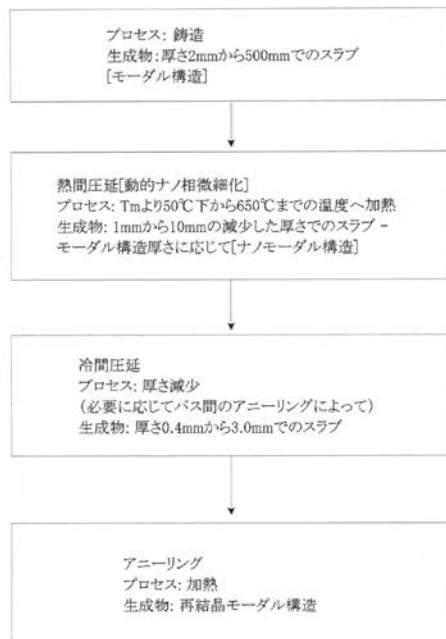 プロセス: 鋳造
生成物: 厚さ2mmから500mmでのスラブ
[モーダル構造]
熱間圧延[動的ナノ相微細化]
プロセス: Tmより50℃下から650℃までの温度へ加熱
生成物: 1mmから10mmの減少した厚さでのスラブ -
モーダル構造厚さに応じて[ナノモーダル構造]
冷間圧延
プロセス: 厚さ減少
(必要に応じてパス間のアニーリングによって)
生成物: 厚さ0.4mmから3.0mmでのスラブ
アニーリング
プロセス: 加熱
生成物: 再結晶モーダル構造